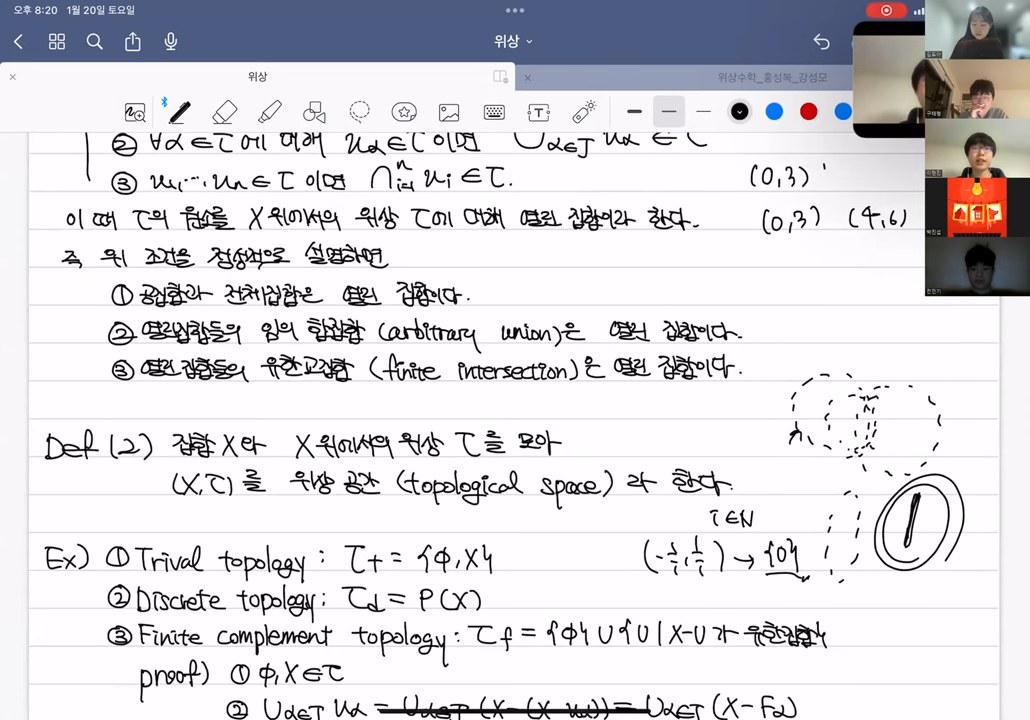 오후 8:20 1월 20일 토요일
위상
위상 위상수학_홍성복_강성모
② ∀α∈τ에 대해 uα∈τ이면 ∪α∈J uα ∈ τ
③ u₁,…uₙ∈τ 이면 ∩ⁿᵢ₌₁ uᵢ ∈ τ. (0,3)
이 때 τ의 원소를 X위에서의 위상 τ에 대해 열린 집합이라 한다. (0,3) (4,6)
즉 위 조건을 정성적으로 설명하면
① 공집합과 전체집합은 열린 집합이다.
② 열린집합들의 임의 합집합 (arbitrary union)은 열린 집합이다.
③ 열린집합들의 유한교집합 (finite intersection)은 열린 집합이다.
Def (2) 집합 X와 X위에서의 위상 τ를 모아
(X,τ)를 위상 공간 (topological space) 라 한다.
i∈N
Ex) ① Trival topology : τt = {φ,X} (-1/i, 1/i) → {0}
② Discrete topology : τd = P(X)
③ Finite complement topology : τf = {φ}∪{U | X-U가 유한집합}
proof) ① φ,X∈τ
② ∪α∈J uα = ∪α∈J (X-Fα)